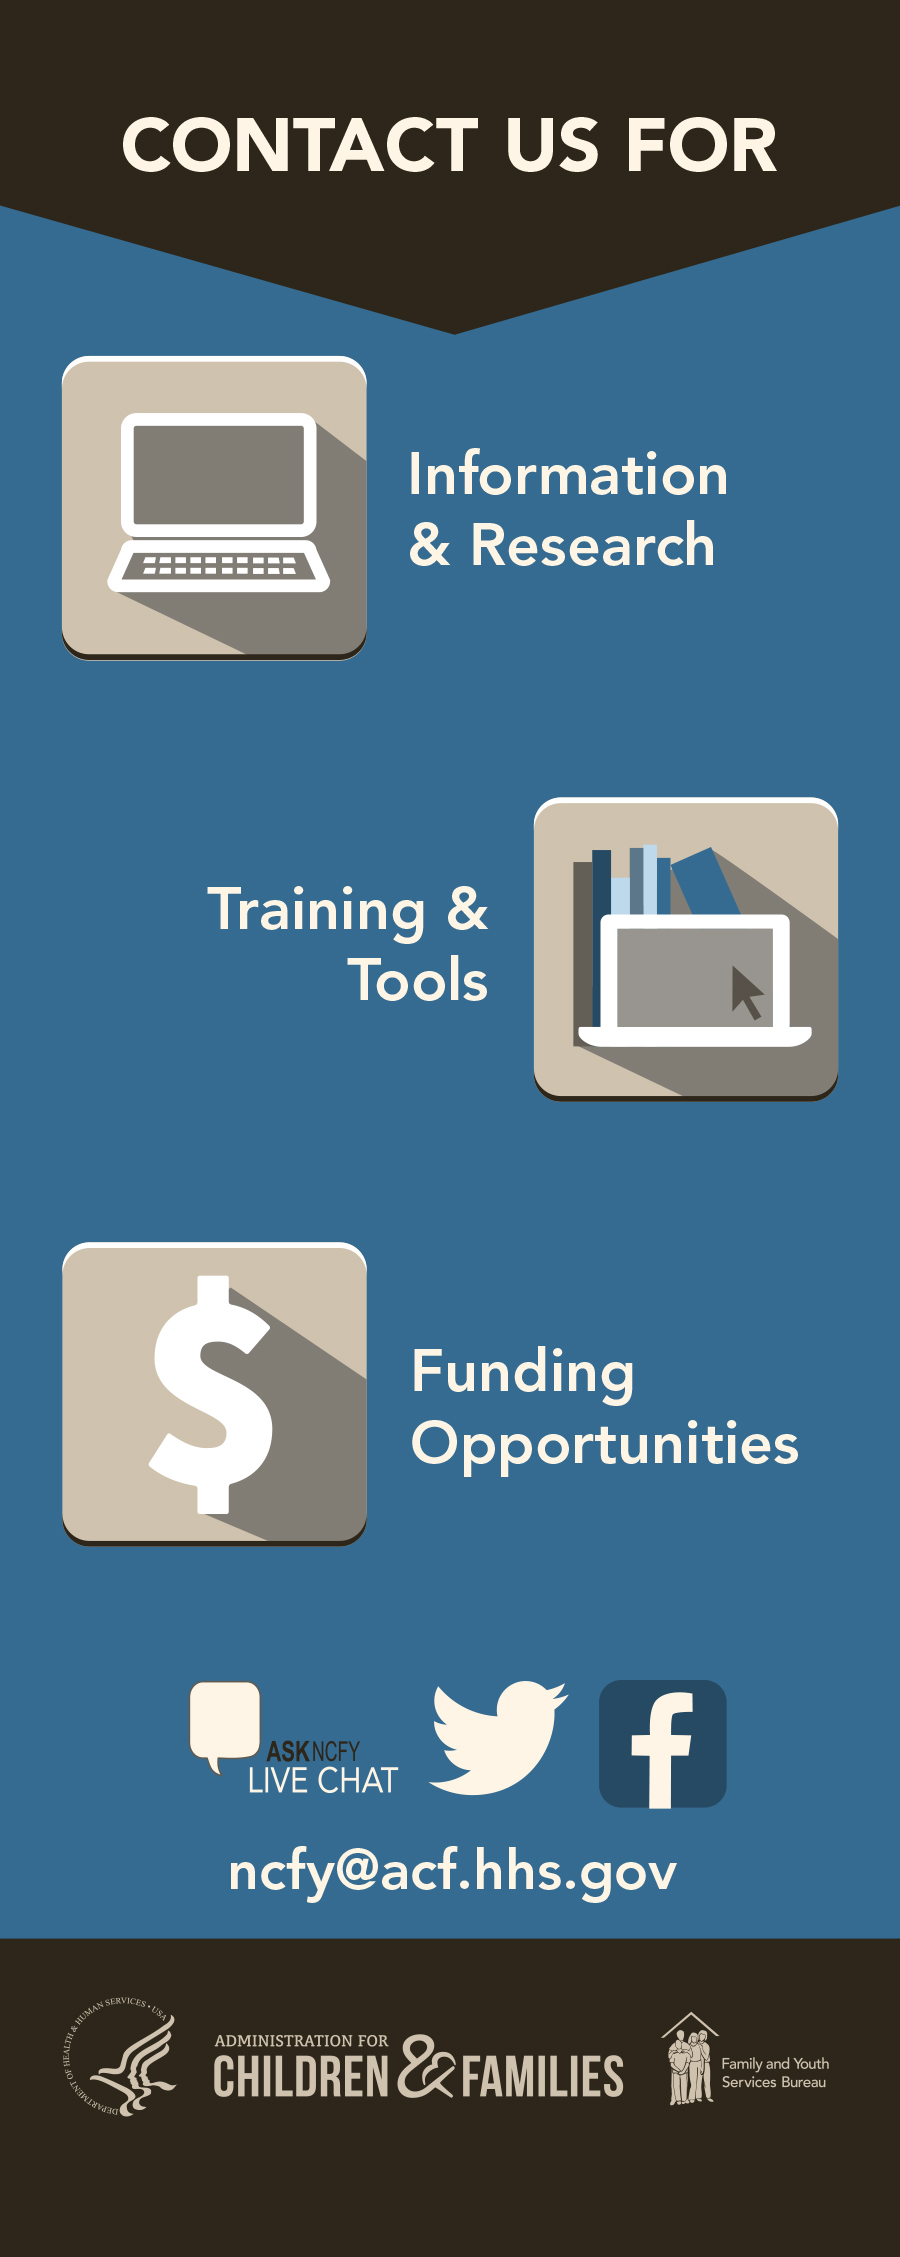 CONTACT US FOR
Information
& Research
Training &
Tools
Funding
Opportunities
ASKNCFY
LIVE CHAT
ncfy@acf.hhs.gov
DEPARTMENT OF HEALTH & HUMAN SERVICES • USA
ADMINISTRATION FOR
CHILDREN & FAMILIES
Family and Youth
Services Bureau